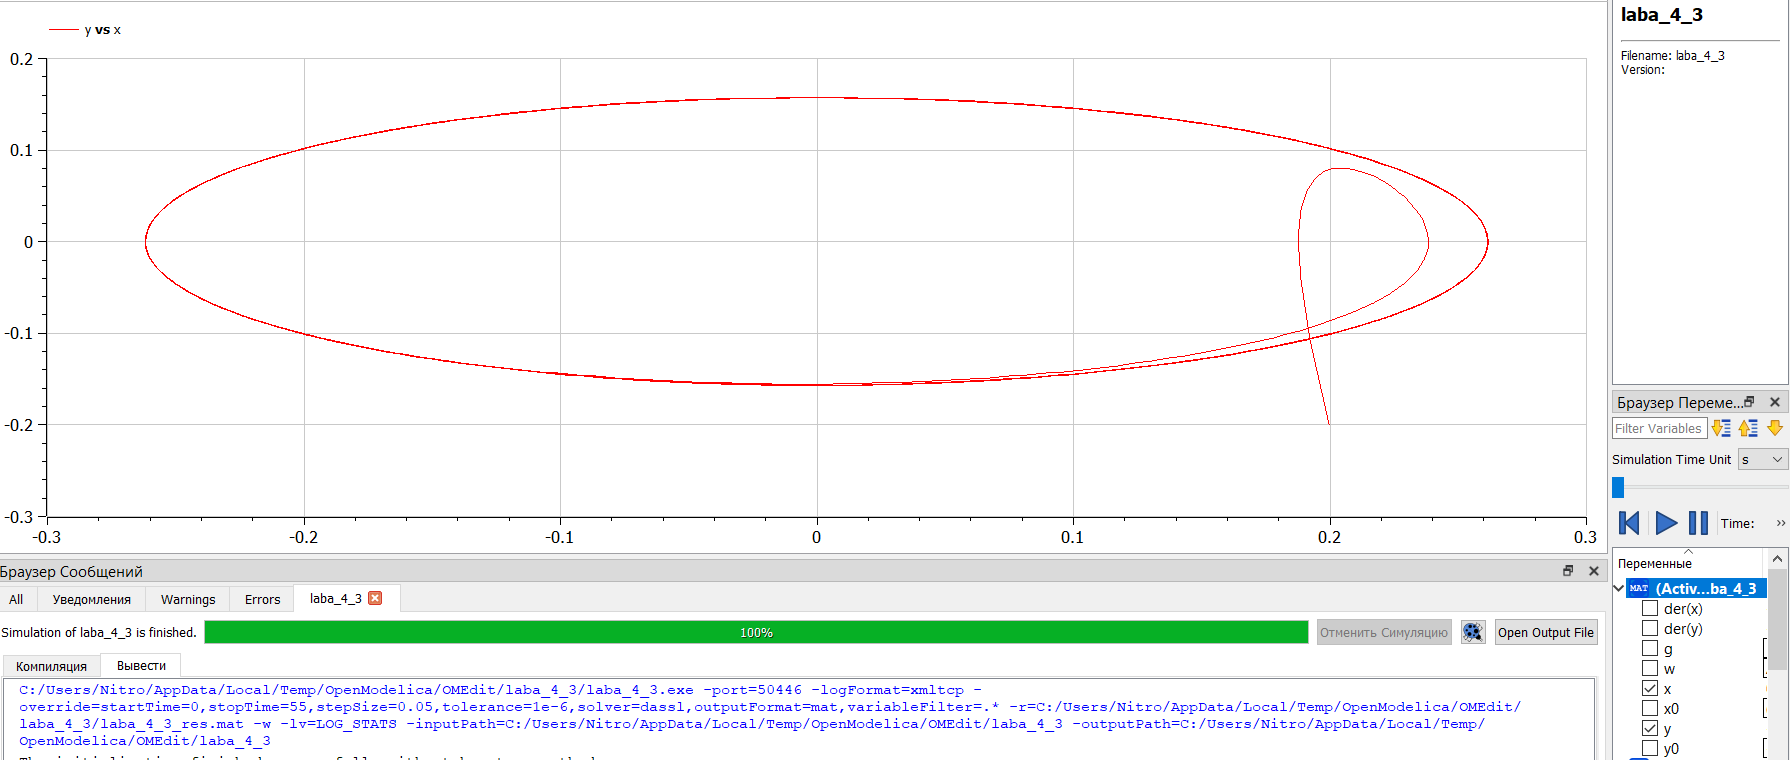 y vs x
0.2
0.1
0
-0.1
-0.2
-0.3
-0.3 -0.2 -0.1 0 0.1 0.2 0.3
laba_4_3
Filename: laba_4_3
Version:
Браузер Переме...
Filter Variables
Simulation Time Unit s
Time: »
Переменные
MAT (Activ...ba_4_3
der(x)
der(y)
g
w
x
x0
y
y0
Браузер Сообщений
All Уведомления Warnings Errors laba_4_3
Simulation of laba_4_3 is finished. 100% Отменить Симуляцию Open Output File
Компиляция Вывести
C:/Users/Nitro/AppData/Local/Temp/OpenModelica/OMEdit/laba_4_3/laba_4_3.exe -port=50446 -logFormat=xmltcp -
override=startTime=0,stopTime=55,stepSize=0.05,tolerance=1e-6,solver=dassl,outputFormat=mat,variableFilter=.* -r=C:/Users/Nitro/AppData/Local/Temp/OpenModelica/OMEdit/
laba_4_3/laba_4_3_res.mat -w -lv=LOG_STATS -inputPath=C:/Users/Nitro/AppData/Local/Temp/OpenModelica/OMEdit/laba_4_3 -outputPath=C:/Users/Nitro/AppData/Local/Temp/
OpenModelica/OMEdit/laba_4_3